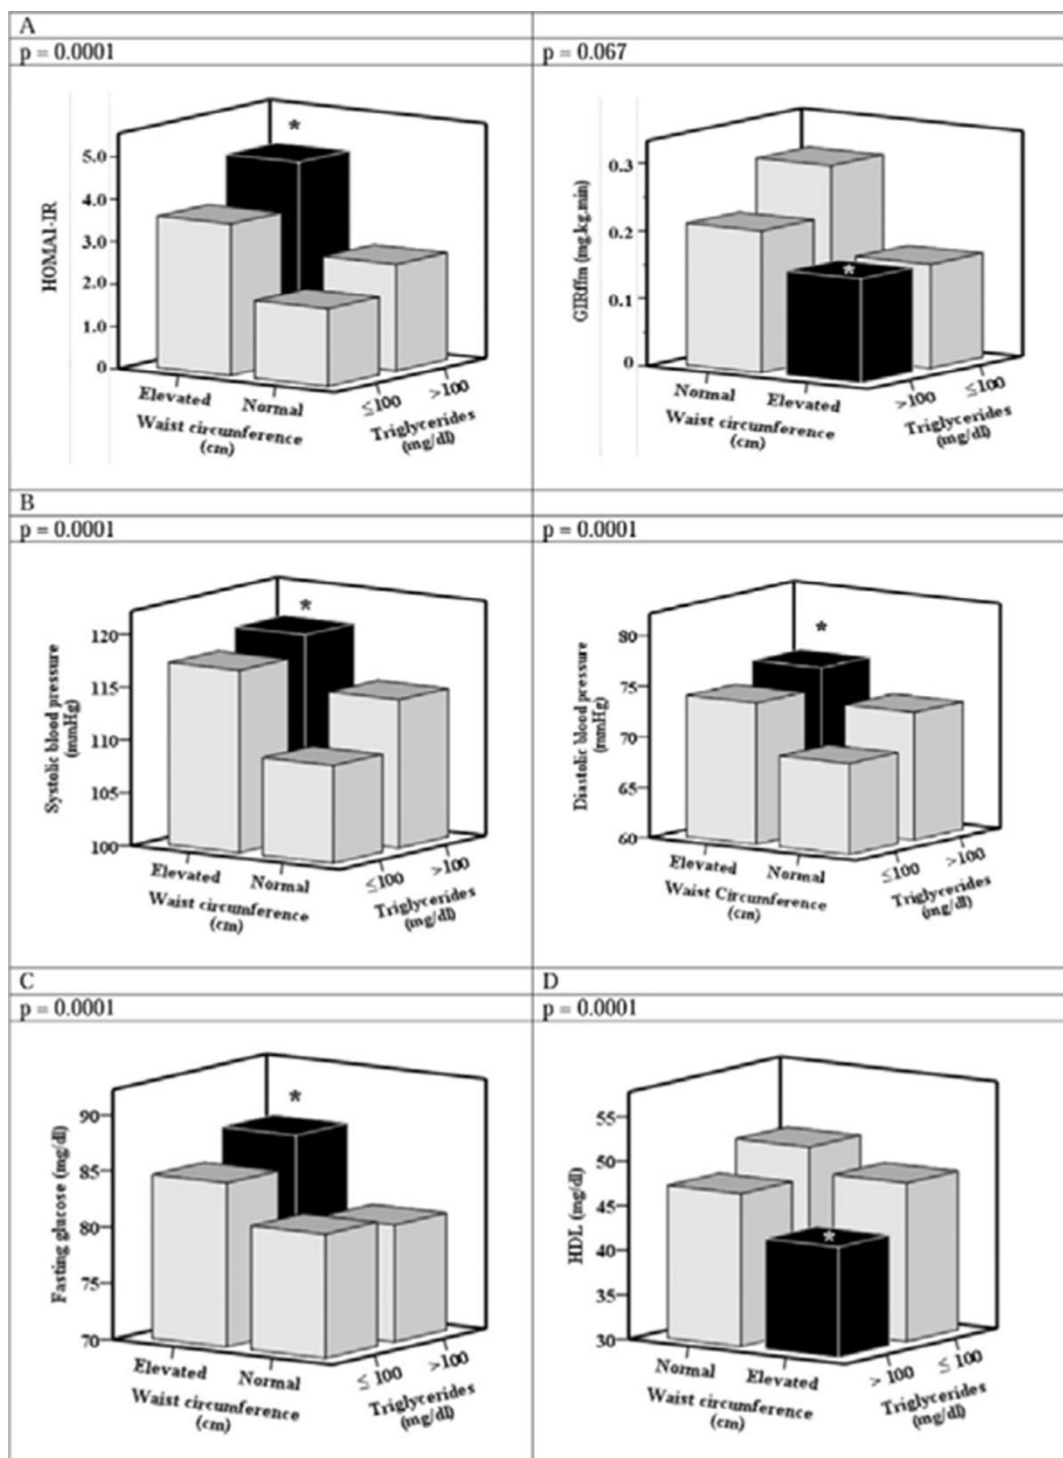 A
p = 0.0001
p = 0.067
*
5.0
4.0
3.0
2.0
1.0
0
HOMA1-IR
Elevated
Normal
Waist circumference
(cm)
≤100
>100
Triglycerides
(mg/dl)
*
0.3
0.2
0.1
0
GIRffm (mg.kg.min)
Normal
Elevated
Waist circumference
(cm)
>100
≤100
Triglycerides
(mg/dl)
B
p = 0.0001
p = 0.0001
*
120
115
110
105
100
Systolic blood pressure
(mmHg)
Elevated
Normal
Waist circumference
(cm)
≤100
>100
Triglycerides
(mg/dl)
*
80
75
70
65
60
Diastolic blood pressure
(mmHg)
Elevated
Normal
Waist Circumference
(cm)
≤100
>100
Triglycerides
(mg/dl)
C
D
p = 0.0001
p = 0.0001
*
90
85
80
75
70
Fasting glucose (mg/dl)
Elevated
Normal
Waist circumference
(cm)
≤ 100
>100
Triglycerides
(mg/dl)
*
55
50
45
40
35
30
HDL (mg/dl)
Normal
Elevated
Waist circumference
(cm)
> 100
≤ 100
Triglycerides
(mg/dl)